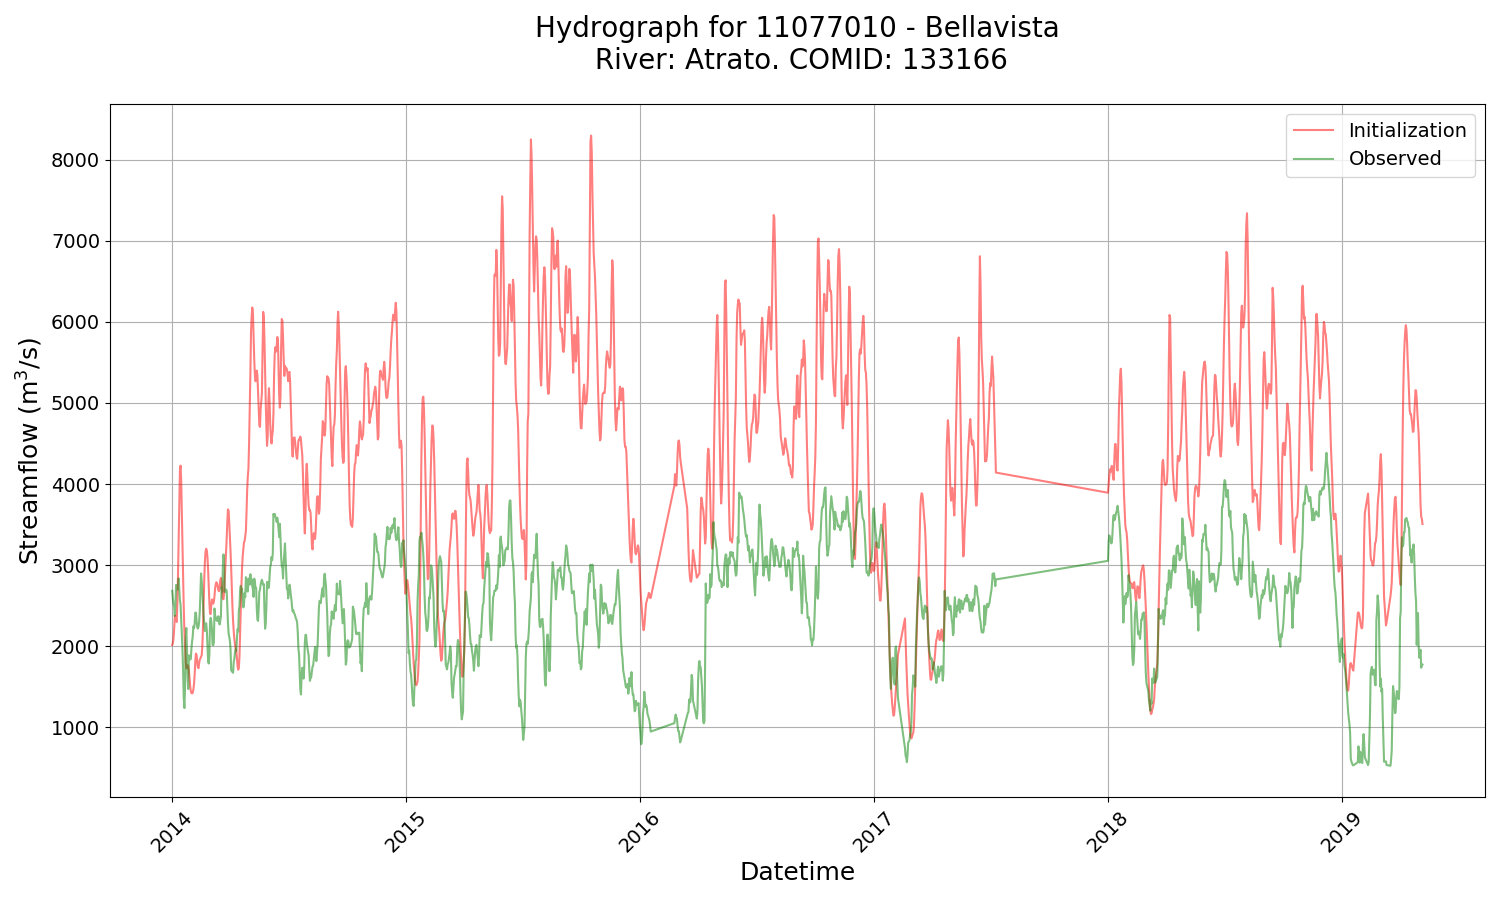 Hydrograph for 11077010 - Bellavista
River: Atrato. COMID: 133166
Initialization
Observed
Streamflow (m³/s)
8000
7000
6000
5000
4000
3000
2000
1000
2014
2015
2016
2017
2018
2019
Datetime